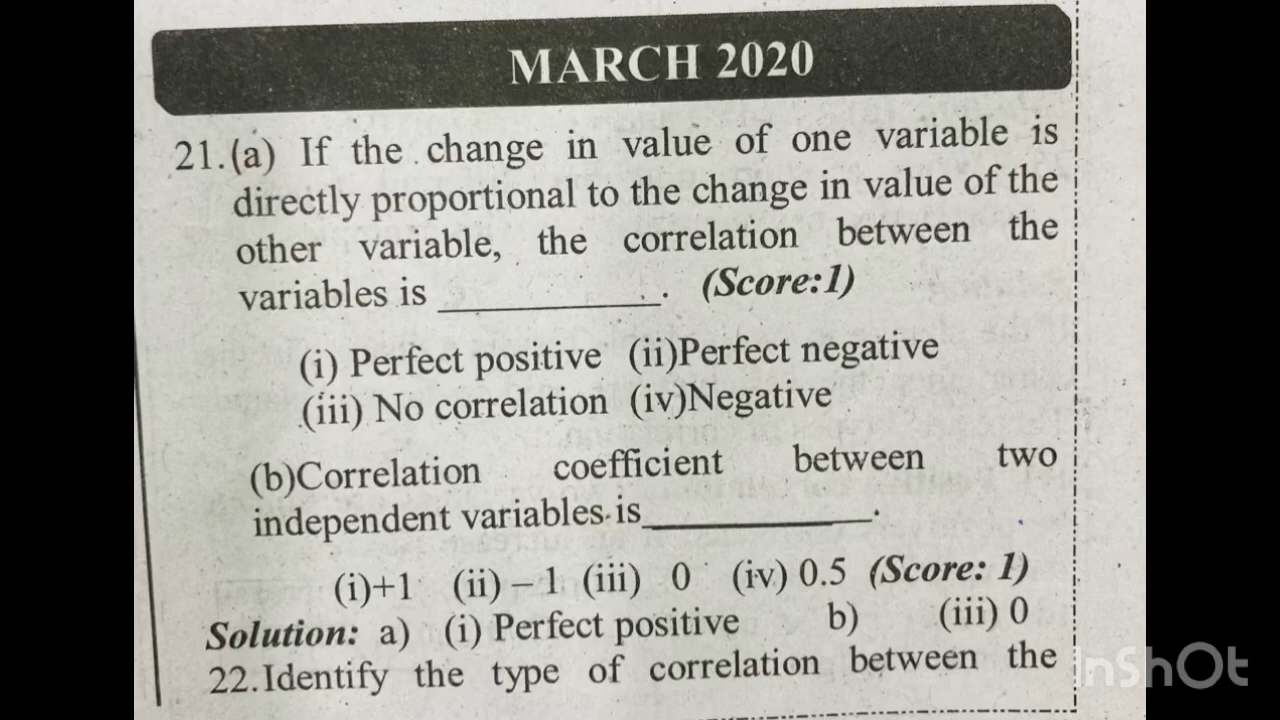 MARCH 2020
21.(a) If the change in value of one variable is
directly proportional to the change in value of the
other variable, the correlation between the
variables is ____________. (Score:1)
(i) Perfect positive (ii)Perfect negative
(iii) No correlation (iv)Negative
(b)Correlation coefficient between two
independent variables is____________.
(i)+1 (ii) – 1 (iii) 0 (iv) 0.5 (Score: 1)
Solution: a) (i) Perfect positive b) (iii) 0
22.Identify the type of correlation between the
InShOt